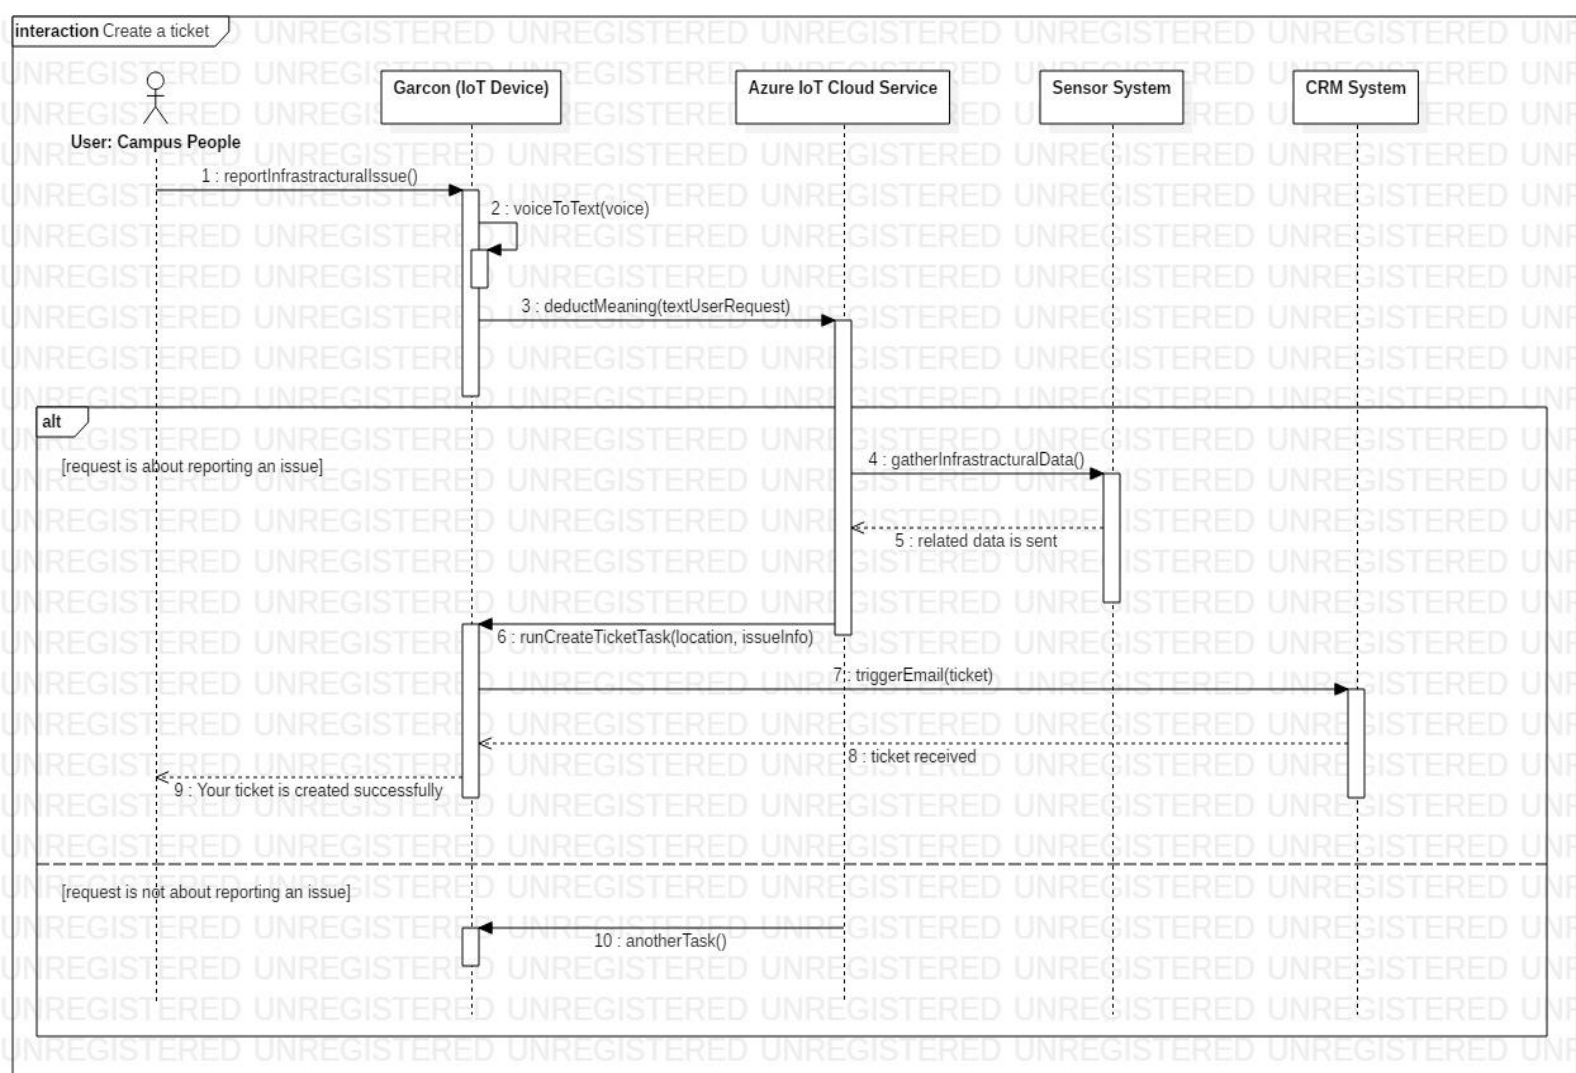 interaction Create a ticket
Garcon (IoT Device)
Azure IoT Cloud Service
Sensor System
CRM System
User: Campus People
1 : reportInfrastracturalIssue()
2 : voiceToText(voice)
3 : deductMeaning(textUserRequest)
alt
[request is about reporting an issue]
4 : gatherInfrastracturalData()
5 : related data is sent
6 : runCreateTicketTask(location, issueInfo)
7 : triggerEmail(ticket)
8 : ticket received
9 : Your ticket is created successfully
[request is not about reporting an issue]
10 : anotherTask()
UNREGISTERED